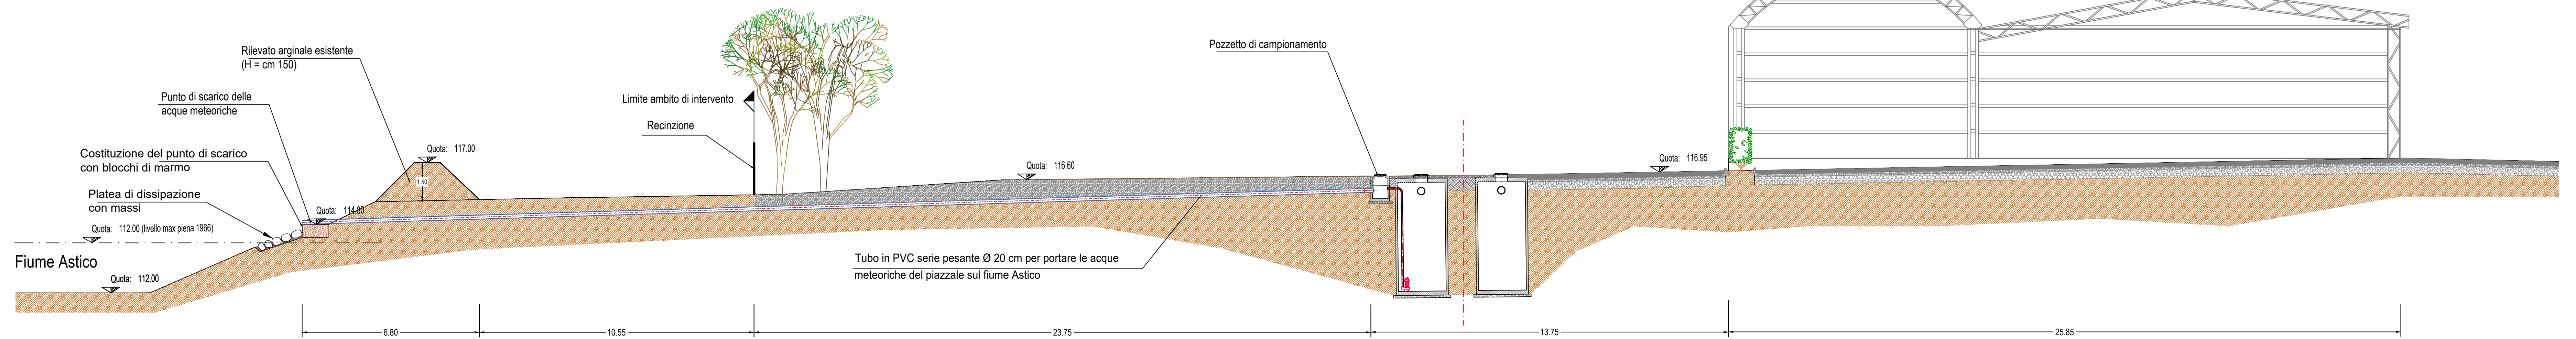 Rilevato arginale esistente
(H = cm 150)
Punto di scarico delle
acque meteoriche
Costituzione del punto di scarico
con blocchi di marmo
Platea di dissipazione
con massi
Quota: 112.00 (livello max piena 1966)
Fiume Astico
Quota: 112.00
Quota: 114.80
Quota: 117.00
1.50
Limite ambito di intervento
Recinzione
Quota: 116.60
Pozzetto di campionamento
Quota: 116.95
Tubo in PVC serie pesante Ø 20 cm per portare le acque
meteoriche del piazzale sul fiume Astico
6.80
10.55
23.75
13.75
25.85